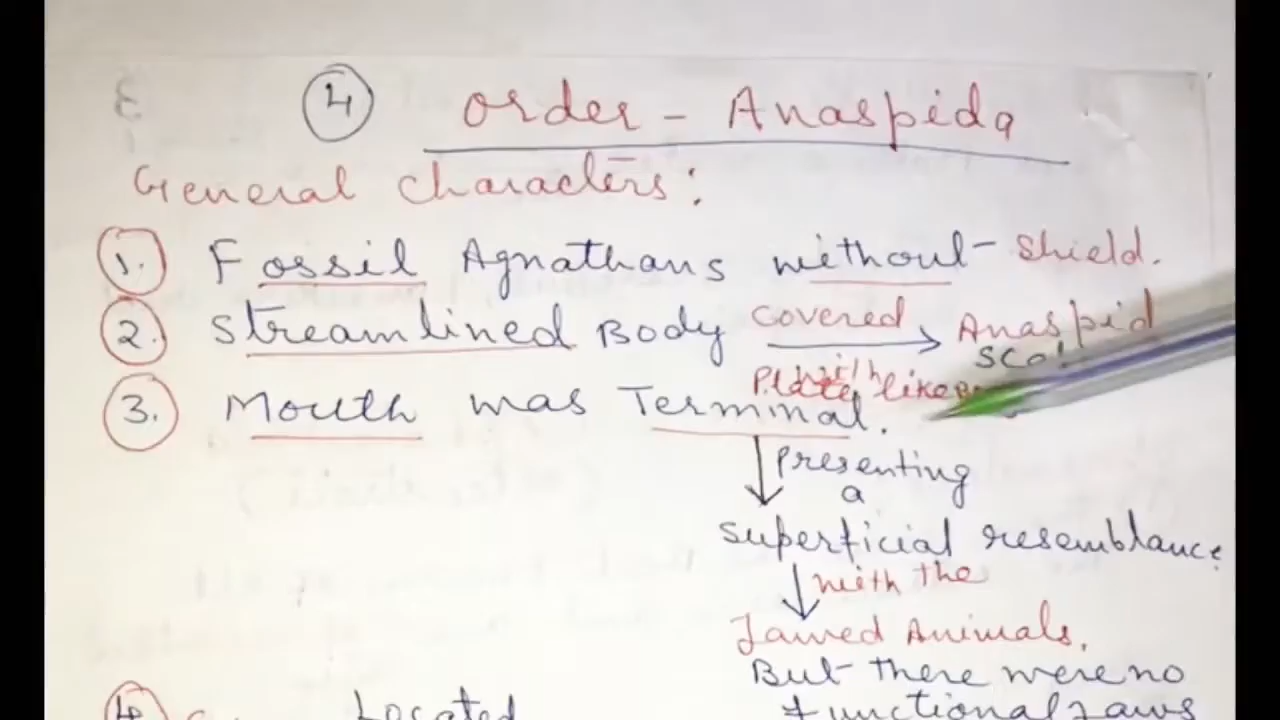 4 Order - Anaspida
General Characters:
1. Fossil Agnathans without shield.
2. Streamlined Body covered with Plate like Anaspid
3. Mouth was Terminal.
Presenting
a
superficial resemblance
with the
Jawed Animals.
But there were no
functional Jaws
4. Located